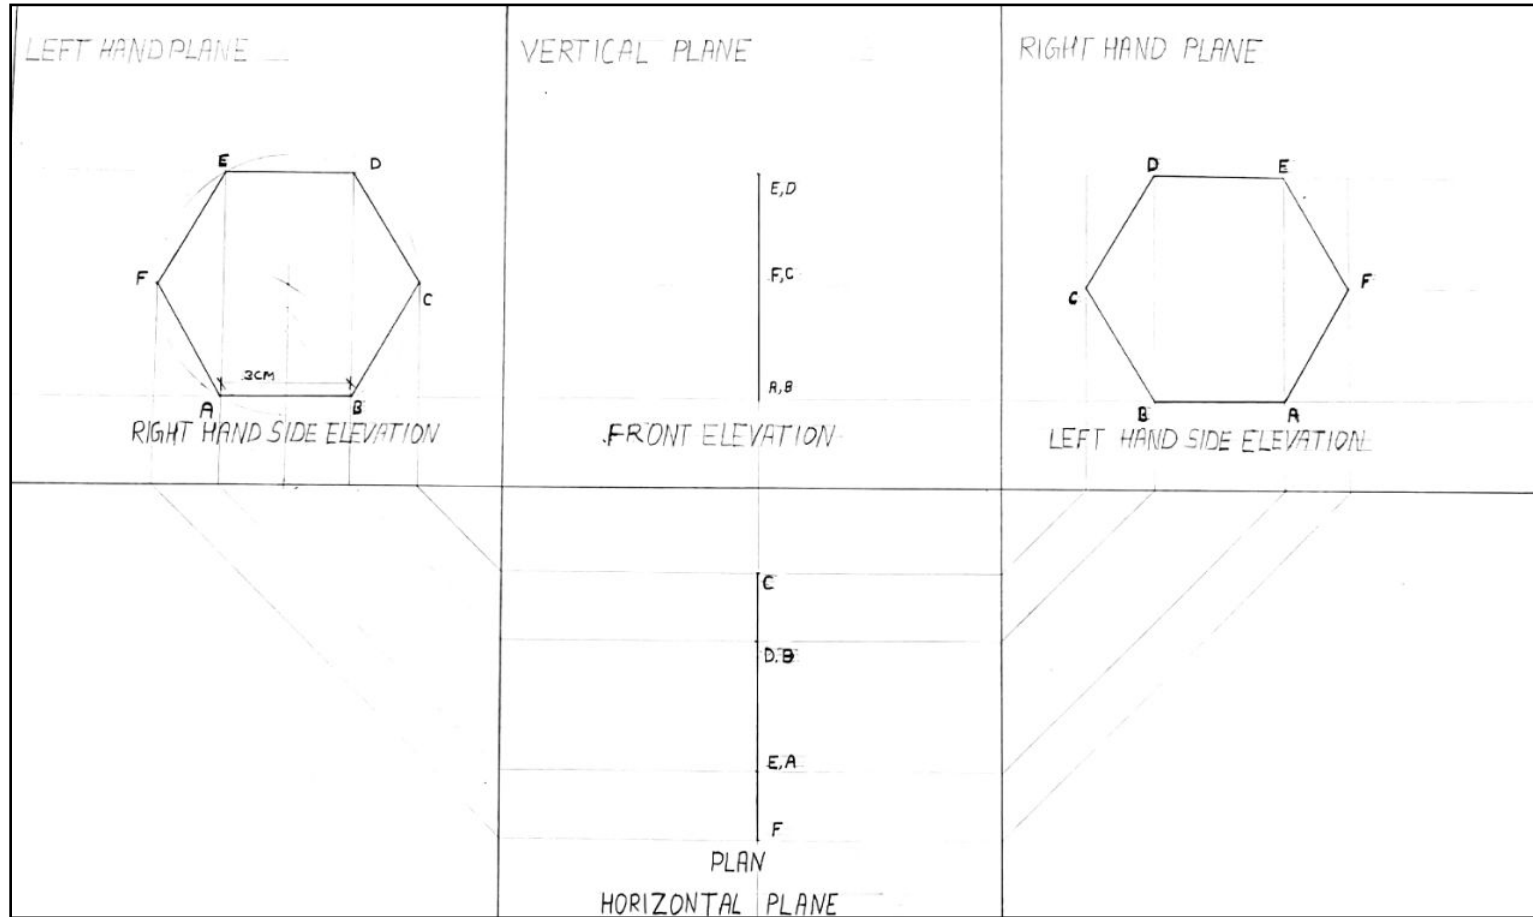 LEFT HAND PLANE
VERTICAL PLANE
RIGHT HAND PLANE
E
D
F
C
3CM
A
B
RIGHT HAND SIDE ELEVATION
E,D
F,C
A,B
FRONT ELEVATION
D
E
C
F
B
A
LEFT HAND SIDE ELEVATION
C
D,B
E,A
F
PLAN
HORIZONTAL PLANE